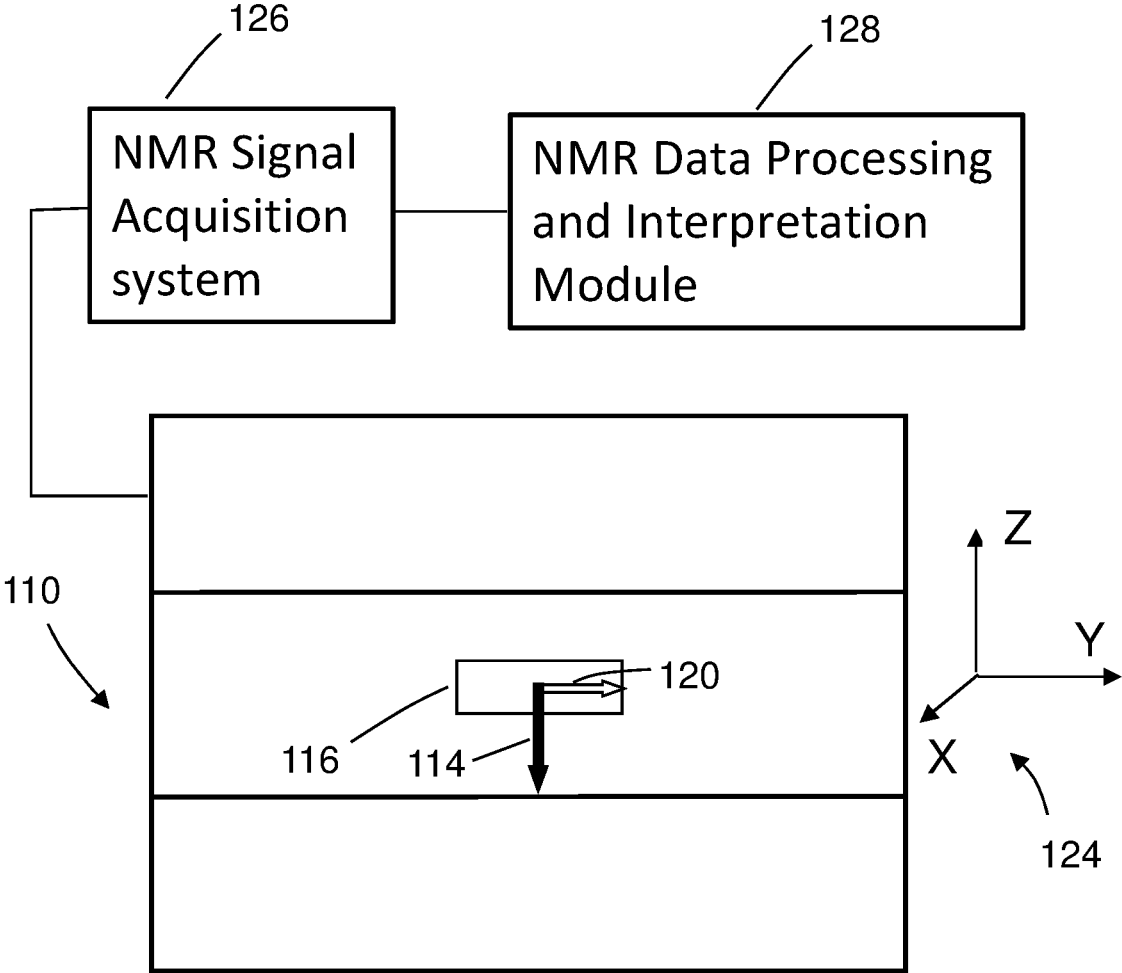 126
128
NMR Signal
Acquisition
system
NMR Data Processing
and Interpretation
Module
Z
110
Y
120
116
114
X
124